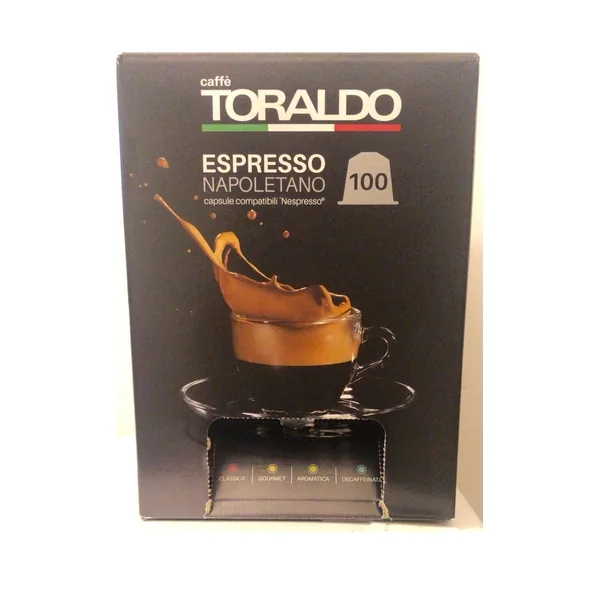 caffè
TORALDO
ESPRESSO
NAPOLETANO
capsule compatibili *Nespresso®
100
CLASSICA
GOURMET
AROMATICA
DECAFFEINATO